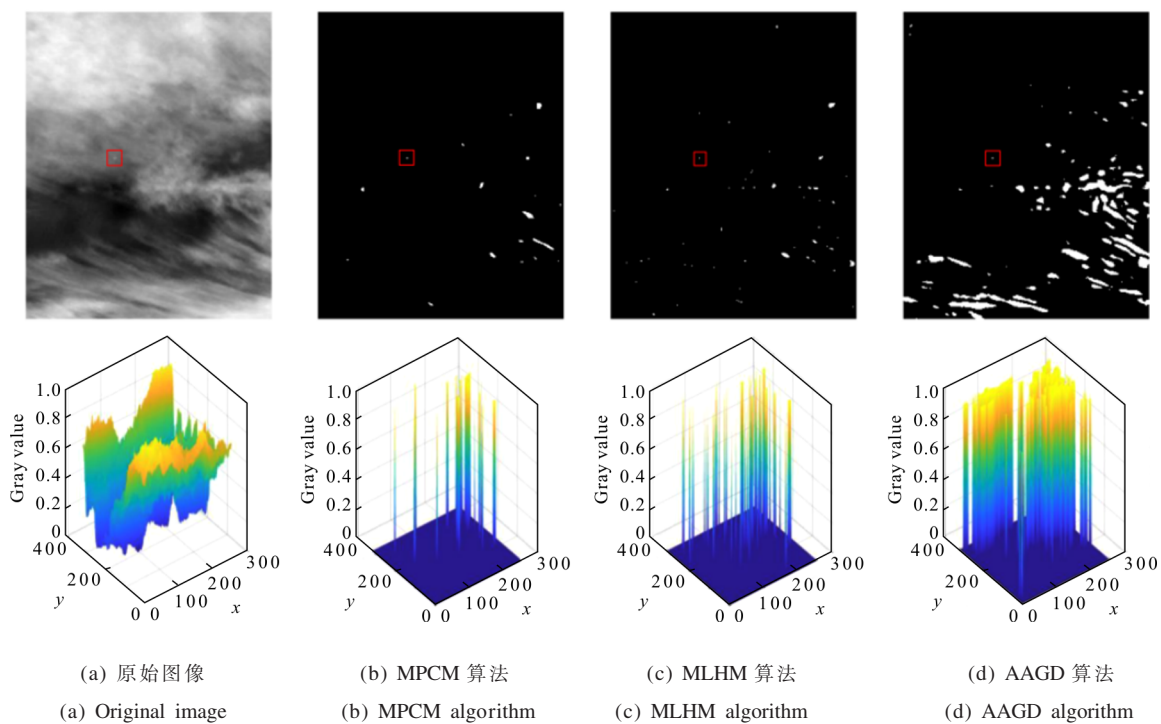 1.0
0.8
0.6
0.4
0.2
0
Gray value
400
200
0
y
0
100
200
300
x
1.0
0.8
0.6
0.4
0.2
0
Gray value
400
200
0
y
0
100
200
300
x
1.0
0.8
0.6
0.4
0.2
0
Gray value
400
200
0
y
0
100
200
300
x
1.0
0.8
0.6
0.4
0.2
0
Gray value
400
200
0
y
0
100
200
300
x
(a) 原始图像
(b) MPCM 算法
(c) MLHM 算法
(d) AAGD 算法
(a) Original image
(b) MPCM algorithm
(c) MLHM algorithm
(d) AAGD algorithm